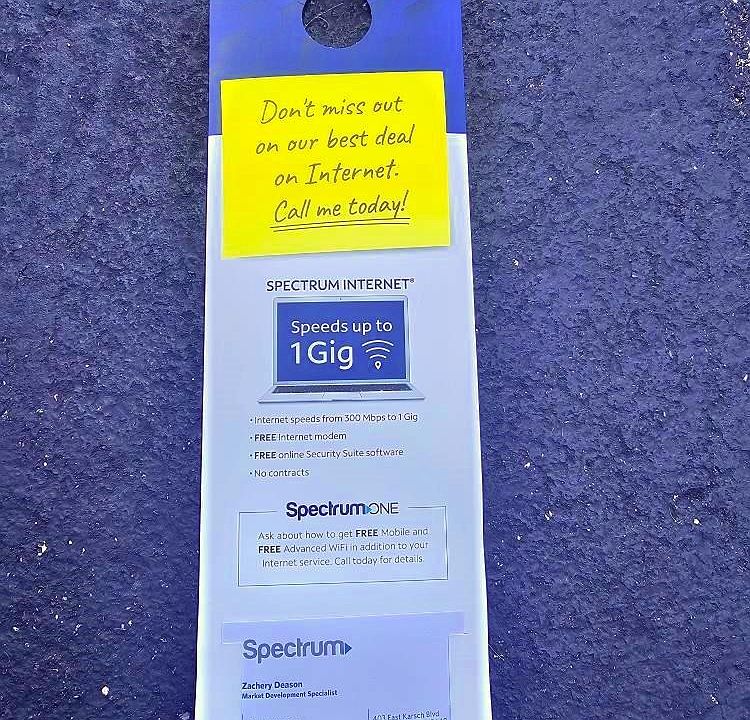 Don't miss out
on our best deal
on Internet.
Call me today!
SPECTRUM INTERNET®
Speeds up to
1 Gig
• Internet speeds from 300 Mbps to 1 Gig
• FREE Internet modem
• FREE online Security Suite software
• No contracts
Spectrum ONE
Ask about how to get FREE Mobile and
FREE Advanced WiFi in addition to your
Internet service. Call today for details.
Spectrum
Zachery Deason
Market Development Specialist
403 East Karsch Blvd